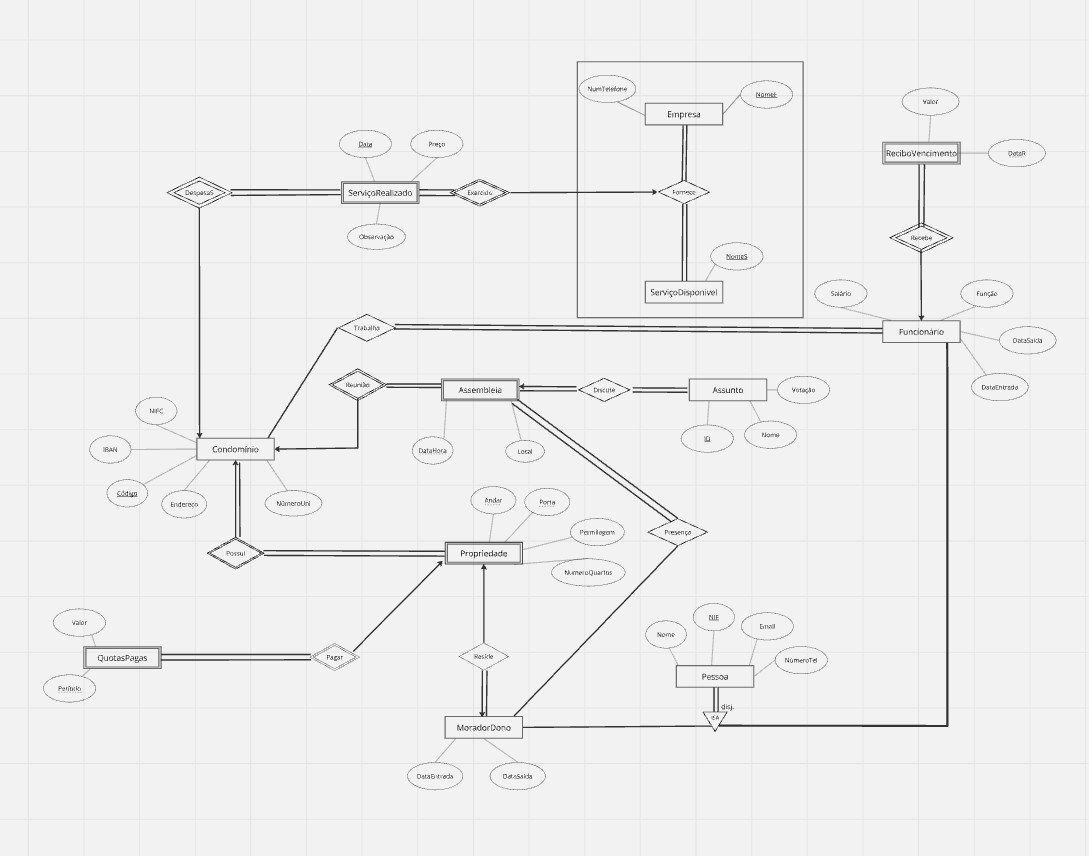 NumTelefone
NomeE
Empresa
Valor
Data
Preço
ReciboVencimento
DataR
DespesaS
ServiçoRealizado
Exercido
Fornece
Observação
Recebe
NomeS
ServiçoDisponivel
Salário
Função
Trabalha
Funcionário
DataSaída
Reunião
Assembleia
Discute
Assunto
Votação
DataEntrada
NIFC
IBAN
Condomínio
DataHora
Local
ID
Nome
Código
Endereço
NúmeroUni
Andar
Porta
Permilagem
Presença
Possui
Propriedade
NúmeroQuartos
Valor
Nome
NIF
Email
QuotasPagas
Pagar
Reside
NumeroTel
Período
Pessoa
disj.
ISA
MoradorDono
DataEntrada
DataSaída